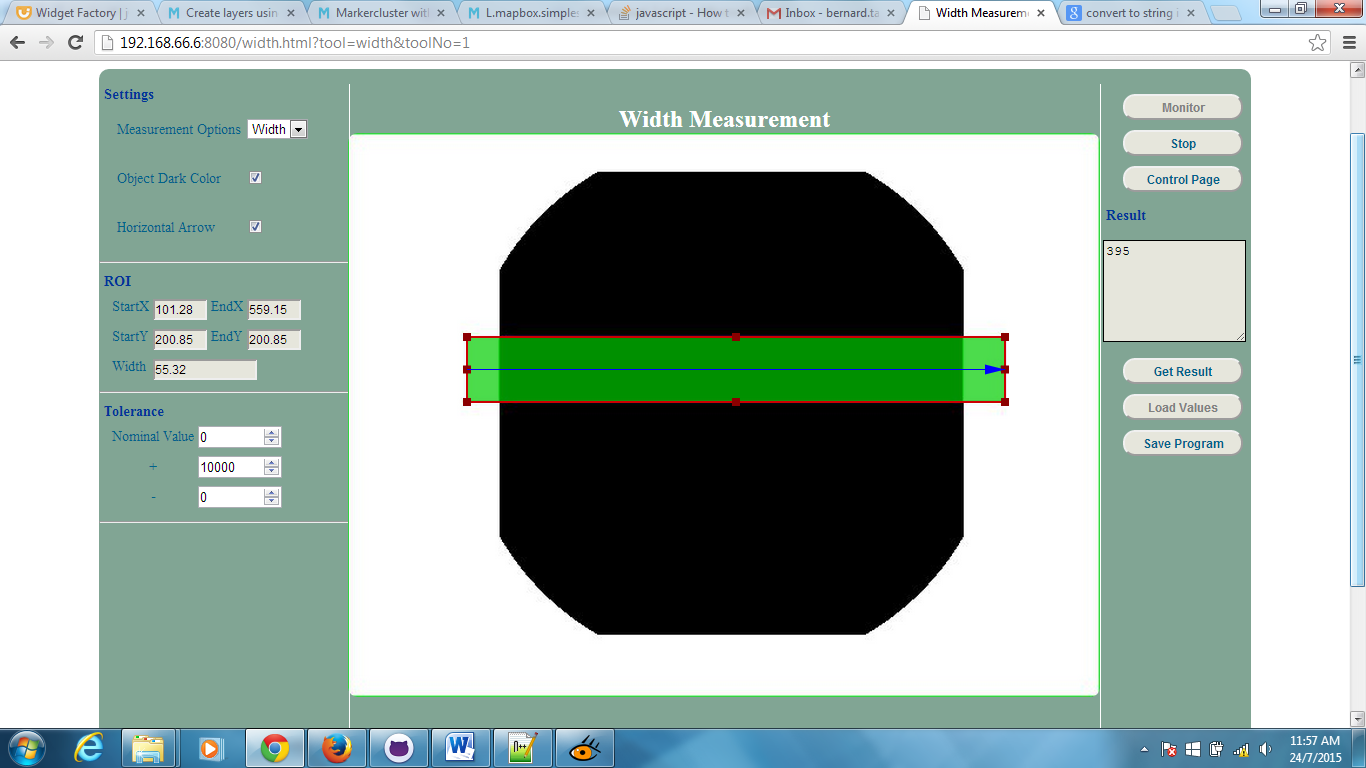 Widget Factory | j
Create layers using
Markercluster with
L.mapbox.simples
javascript - How t
Inbox - bernard.ta
Width Measurem
convert to string i
192.168.66.6:8080/width.html?tool=width&toolNo=1
Settings
Measurement Options Width
Object Dark Color
Horizontal Arrow
ROI
StartX 101.28 EndX 559.15
StartY 200.85 EndY 200.85
Width 55.32
Tolerance
Nominal Value 0
+ 10000
- 0
Width Measurement
Monitor
Stop
Control Page
Result
395
Get Result
Load Values
Save Program
11:57 AM
24/7/2015